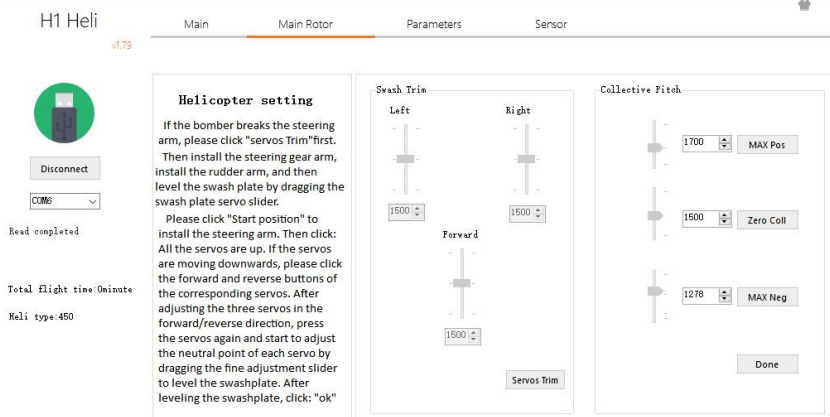 H1 Heli
v1.79
Main
Main Rotor
Parameters
Sensor
Disconnect
COM6
Read completed
Total flight time:0minute
Heli type:450
Helicopter setting
If the bomber breaks the steering
arm, please click "servos Trim"first.
Then install the steering gear arm,
install the rudder arm, and then
level the swash plate by dragging the
swash plate servo slider.
Please click "Start position" to
install the steering arm. Then click:
All the servos are up. If the servos
are moving downwards, please click
the forward and reverse buttons of
the corresponding servos. After
adjusting the three servos in the
forward/reverse direction, press
the servos again and start to adjust
the neutral point of each servo by
dragging the fine adjustment slider
to level the swashplate. After
leveling the swashplate, click: "ok"
Swash Trim
Left
Right
1500
1500
Forward
1500
Servos Trim
Collective Pitch
1700
MAX Pos
1500
Zero Coll
1278
MAX Neg
Done